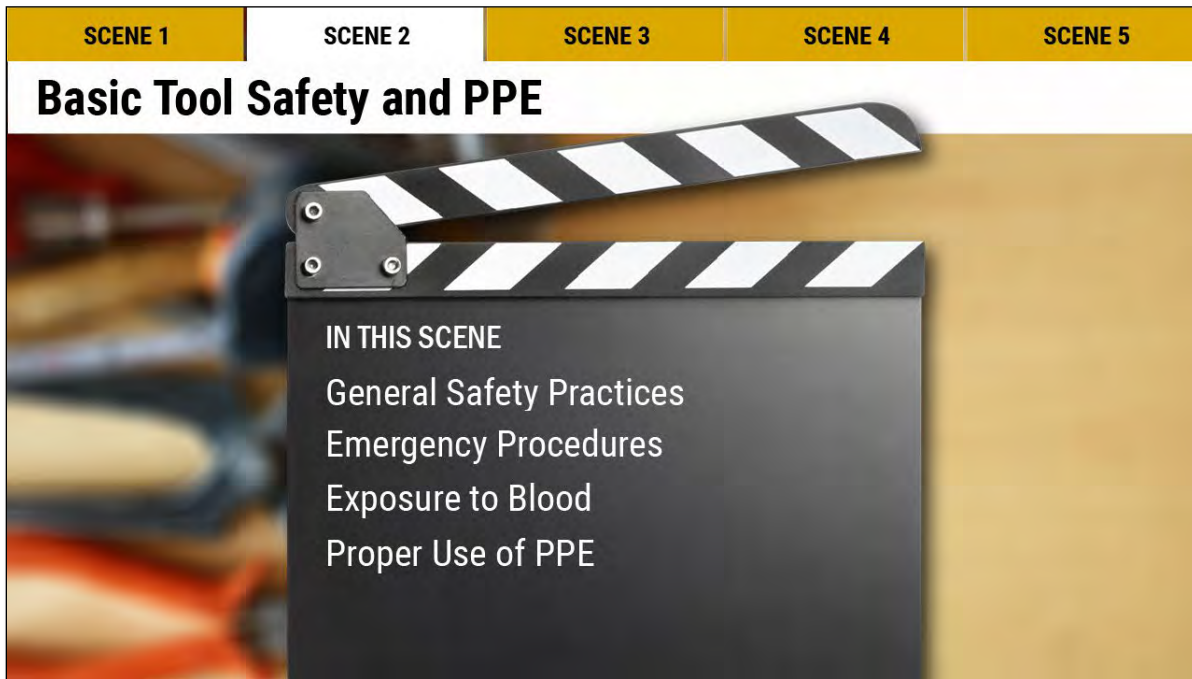 SCENE 1
SCENE 2
SCENE 3
SCENE 4
SCENE 5
Basic Tool Safety and PPE
IN THIS SCENE
General Safety Practices
Emergency Procedures
Exposure to Blood
Proper Use of PPE